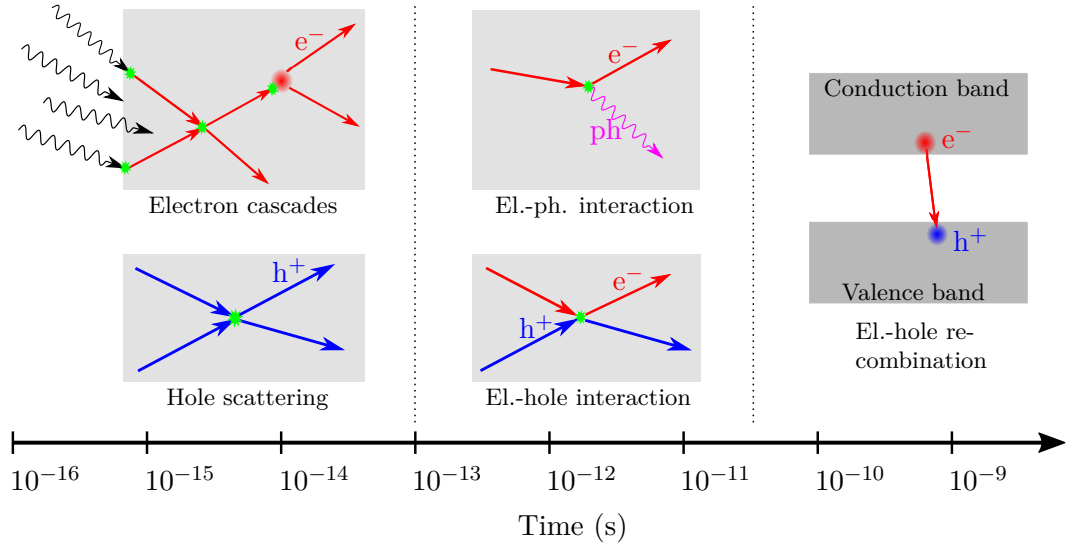 e⁻
Electron cascades
h⁺
Hole scattering
e⁻
ph
El.-ph. interaction
e⁻
h⁺
El.-hole interaction
Conduction band
e⁻
h⁺
Valence band
El.-hole re-
combination
10⁻¹⁶ 10⁻¹⁵ 10⁻¹⁴ 10⁻¹³ 10⁻¹² 10⁻¹¹ 10⁻¹⁰ 10⁻⁹
Time (s)